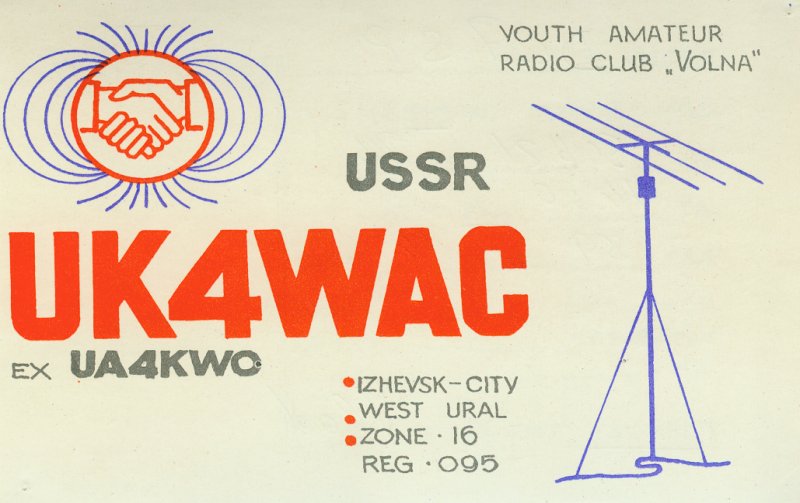 YOUTH AMATEUR
RADIO CLUB „VOLNA"
USSR
UK4WAC
EX UA4KWO
IZHEVSK-CITY
WEST URAL
ZONE · 16
REG · 095